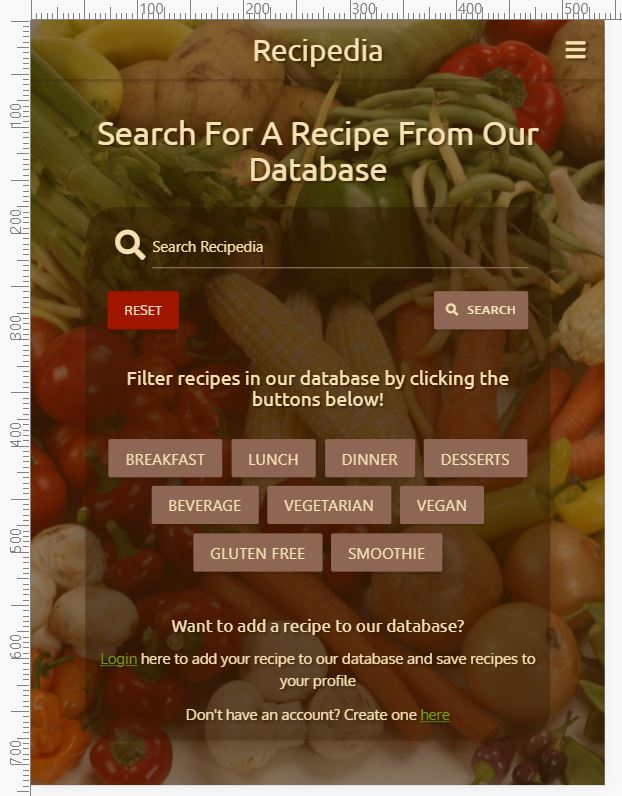 100 200 300 400 500
100
200
300
400
500
600
700
Recipedia
Search For A Recipe From Our
Database
Search Recipedia
RESET SEARCH
Filter recipes in our database by clicking the
buttons below!
BREAKFAST LUNCH DINNER DESSERTS
BEVERAGE VEGETARIAN VEGAN
GLUTEN FREE SMOOTHIE
Want to add a recipe to our database?
Login here to add your recipe to our database and save recipes to
your profile
Don't have an account? Create one here